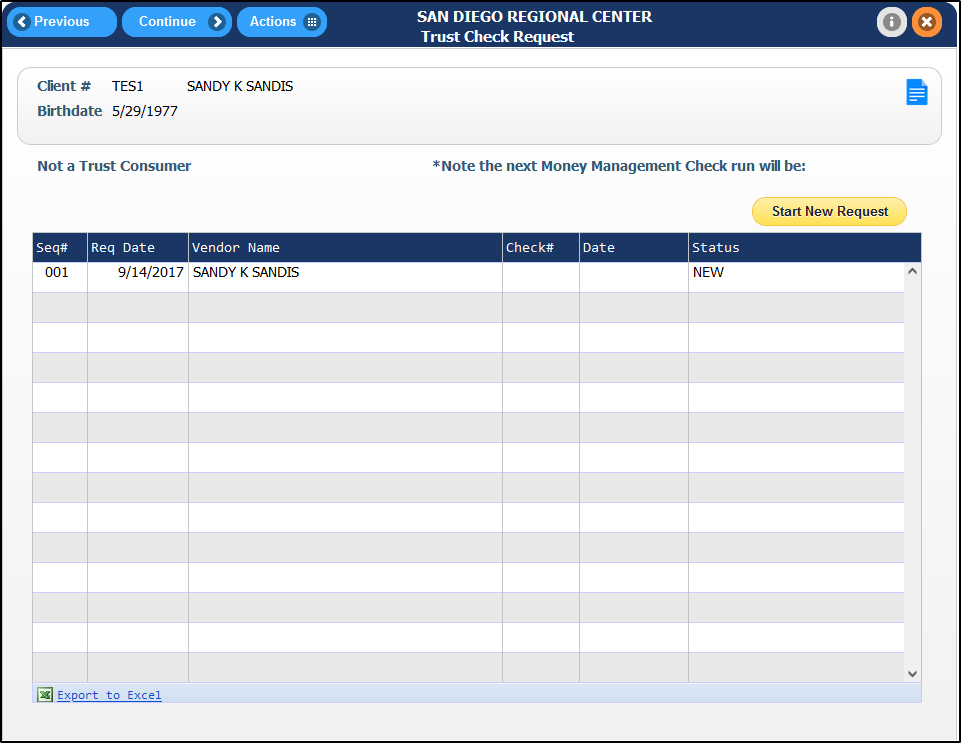 Previous Continue Actions SAN DIEGO REGIONAL CENTER
Trust Check Request
Client # TES1 SANDY K SANDIS
Birthdate 5/29/1977
Not a Trust Consumer *Note the next Money Management Check run will be:
Start New Request
Seq# Req Date Vendor Name Check# Date Status
001 9/14/2017 SANDY K SANDIS NEW
Export to Excel